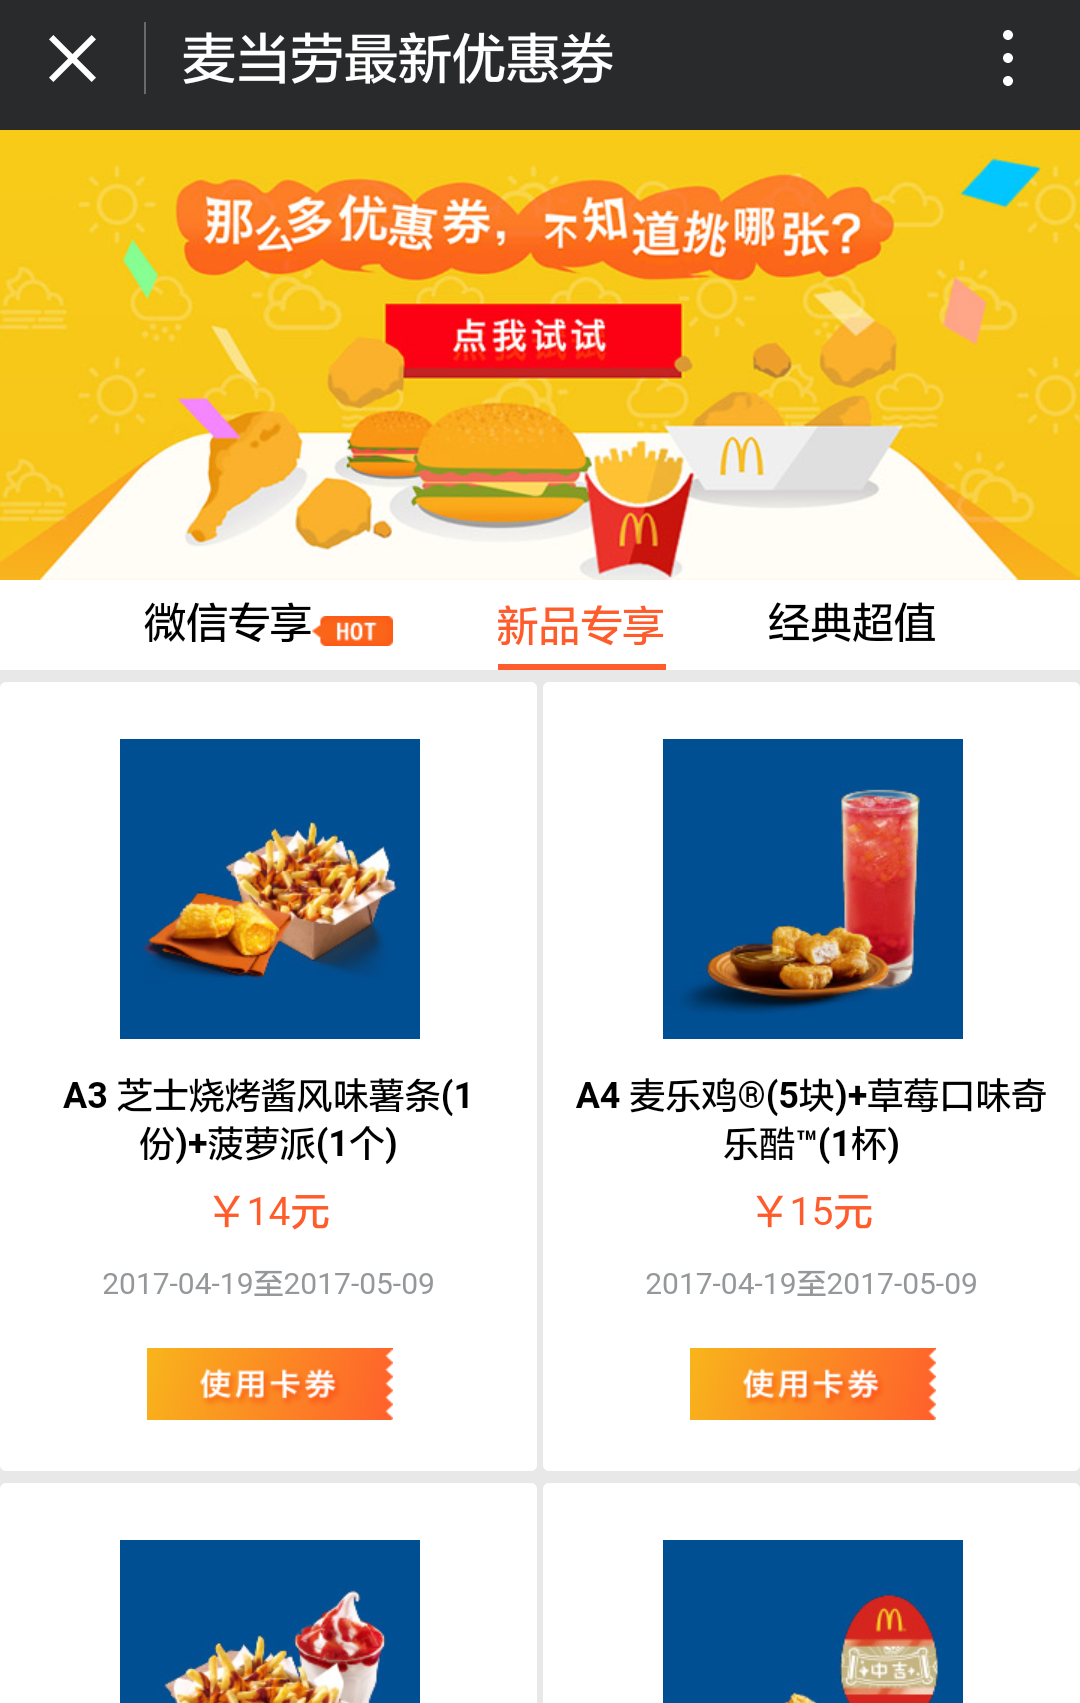 麦当劳最新优惠券
那么多优惠券，不知道挑哪张?
点我试试
微信专享 HOT
新品专享
经典超值
A3 芝士烧烤酱风味薯条(1
份)+菠萝派(1个)
￥14元
2017-04-19至2017-05-09
使用卡券
A4 麦乐鸡®(5块)+草莓口味奇
乐酷™(1杯)
￥15元
2017-04-19至2017-05-09
使用卡券
中吉